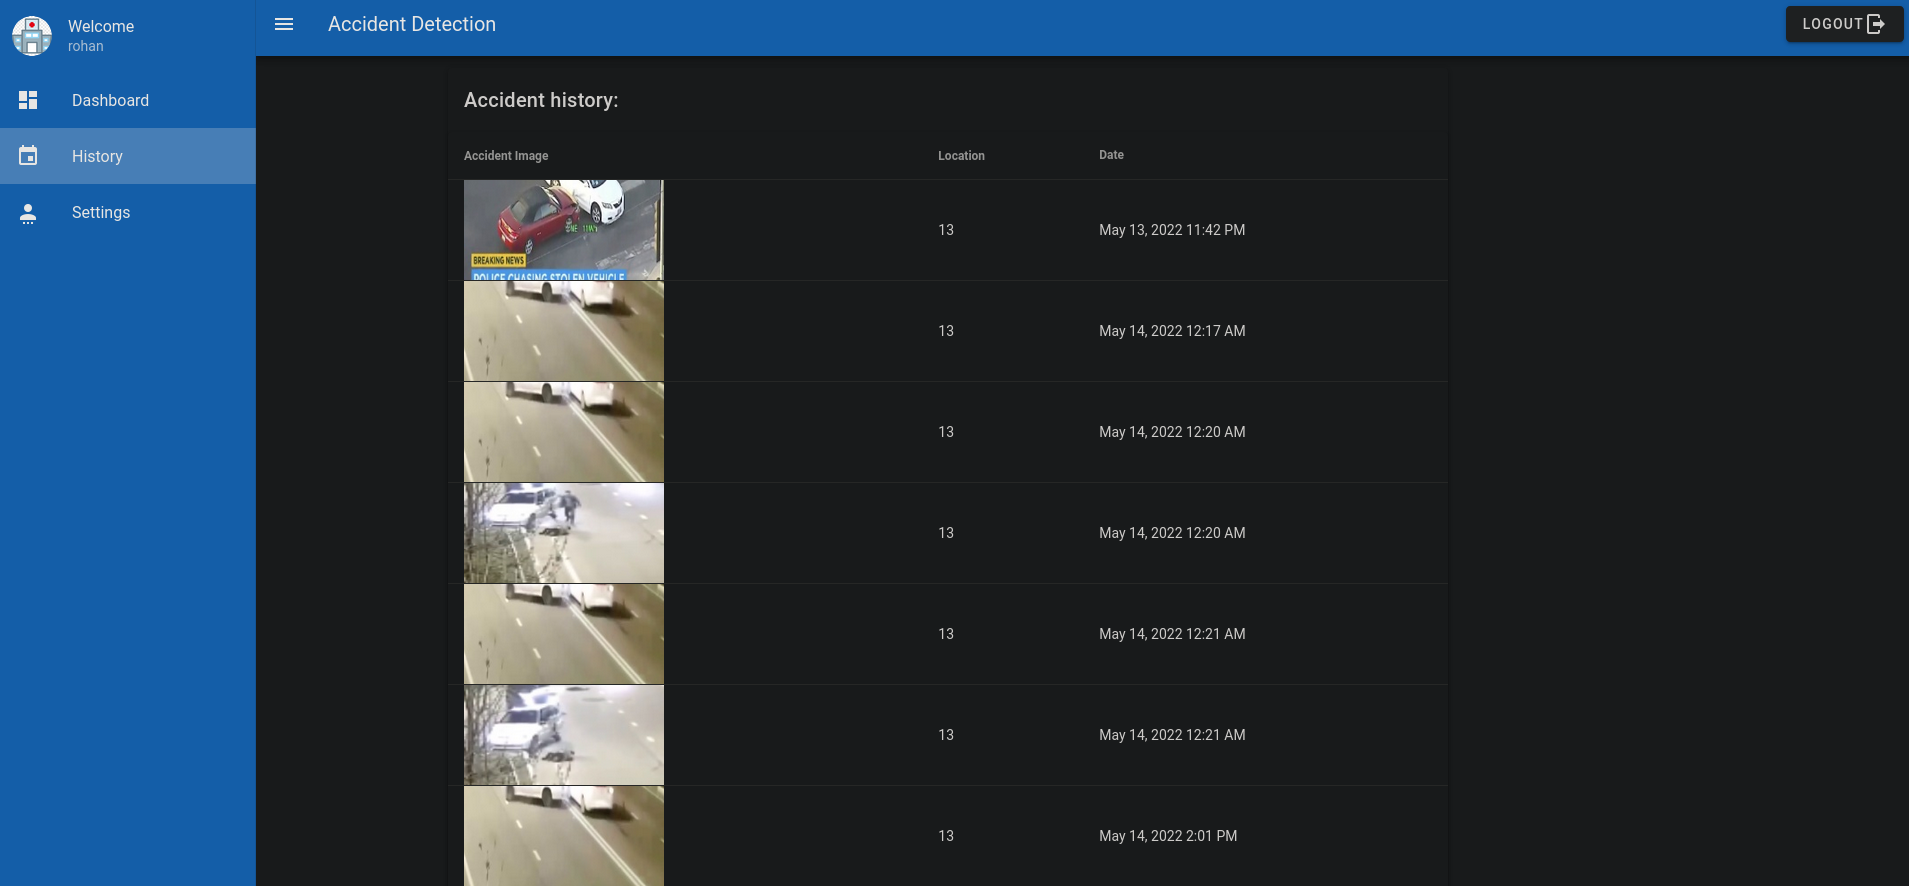 Welcome
rohan
Accident Detection
LOGOUT
Dashboard
History
Settings
Accident history:
Accident Image Location Date
BREAKING NEWS
POLICE CHASING STOLEN VEHICLE
13 May 13, 2022 11:42 PM
13 May 14, 2022 12:17 AM
13 May 14, 2022 12:20 AM
13 May 14, 2022 12:20 AM
13 May 14, 2022 12:21 AM
13 May 14, 2022 12:21 AM
13 May 14, 2022 2:01 PM